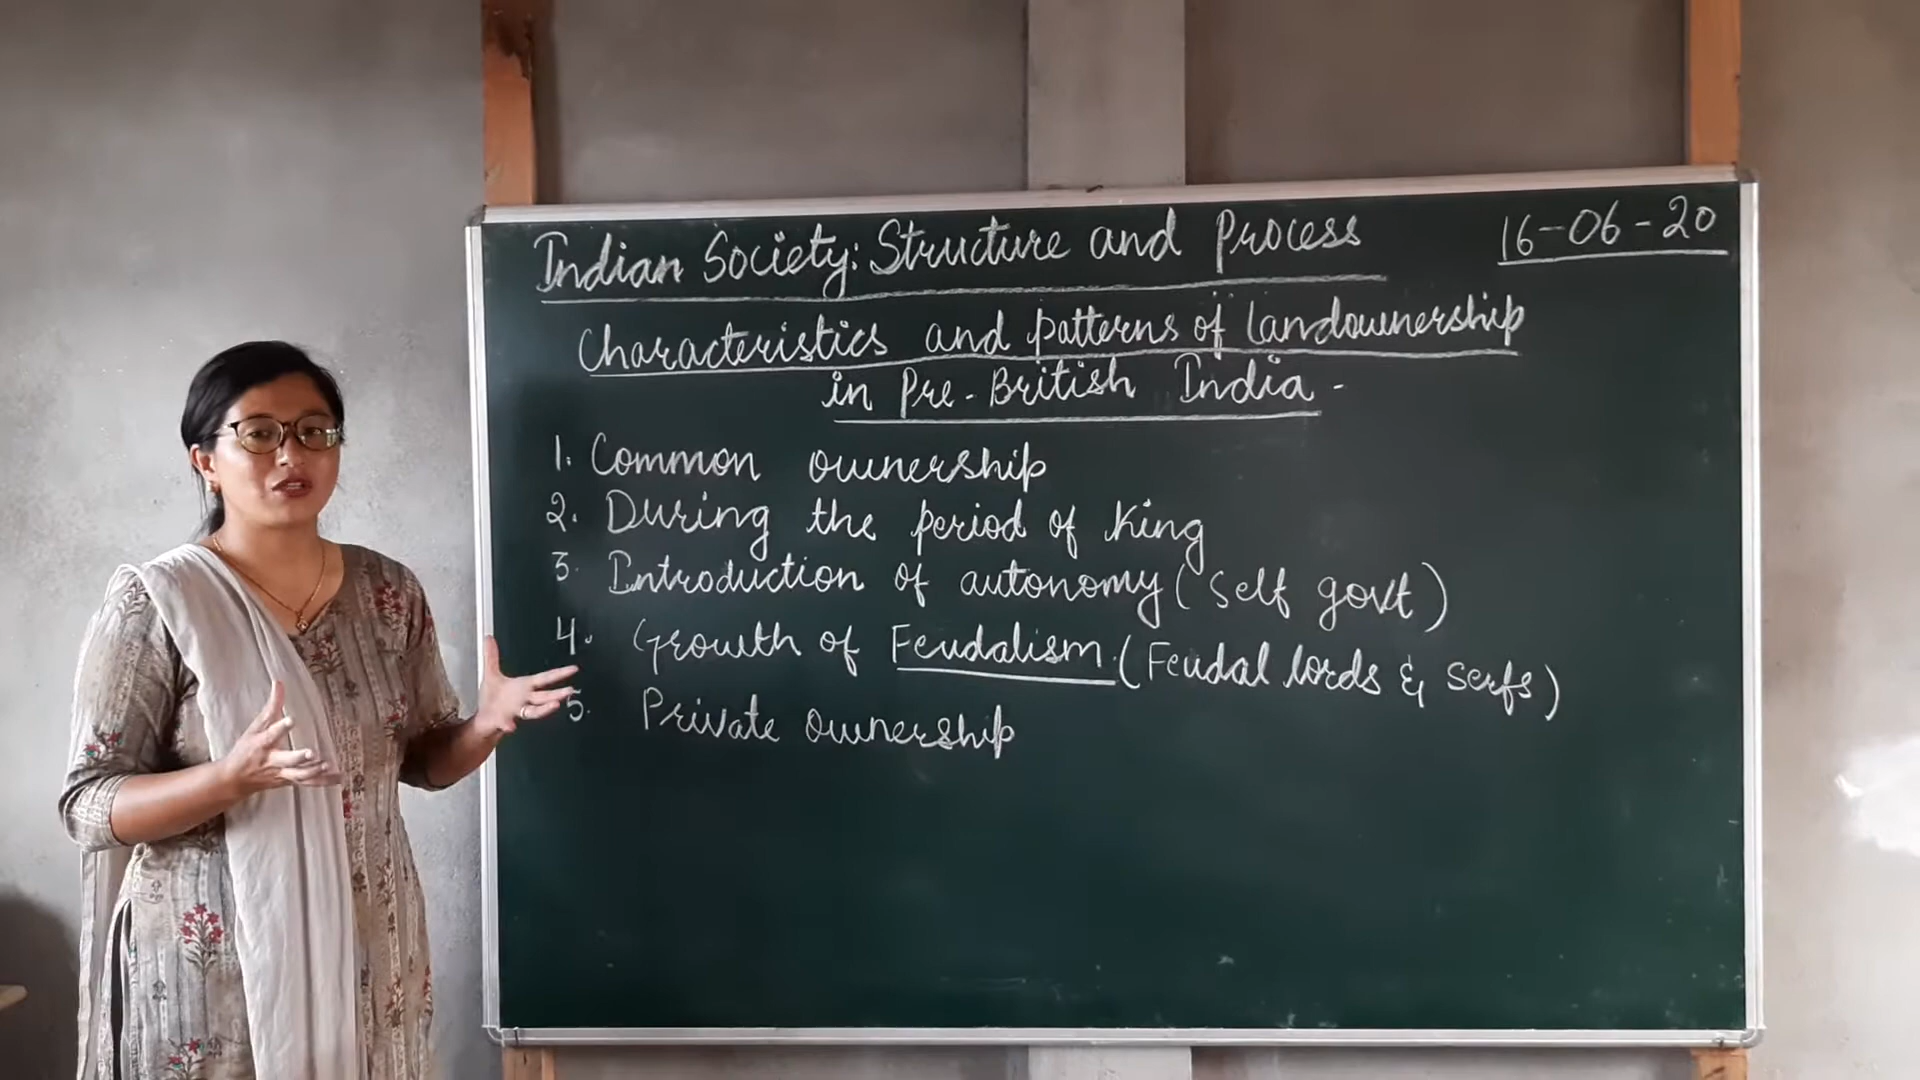 Indian Society: Structure and Process
16-06-20
Characteristics and patterns of landownership
in Pre-British India -
1. Common ownership
2. During the period of King
3. Introduction of autonomy (Self govt)
4. Growth of Feudalism. (Feudal lords & serfs)
5. Private ownership